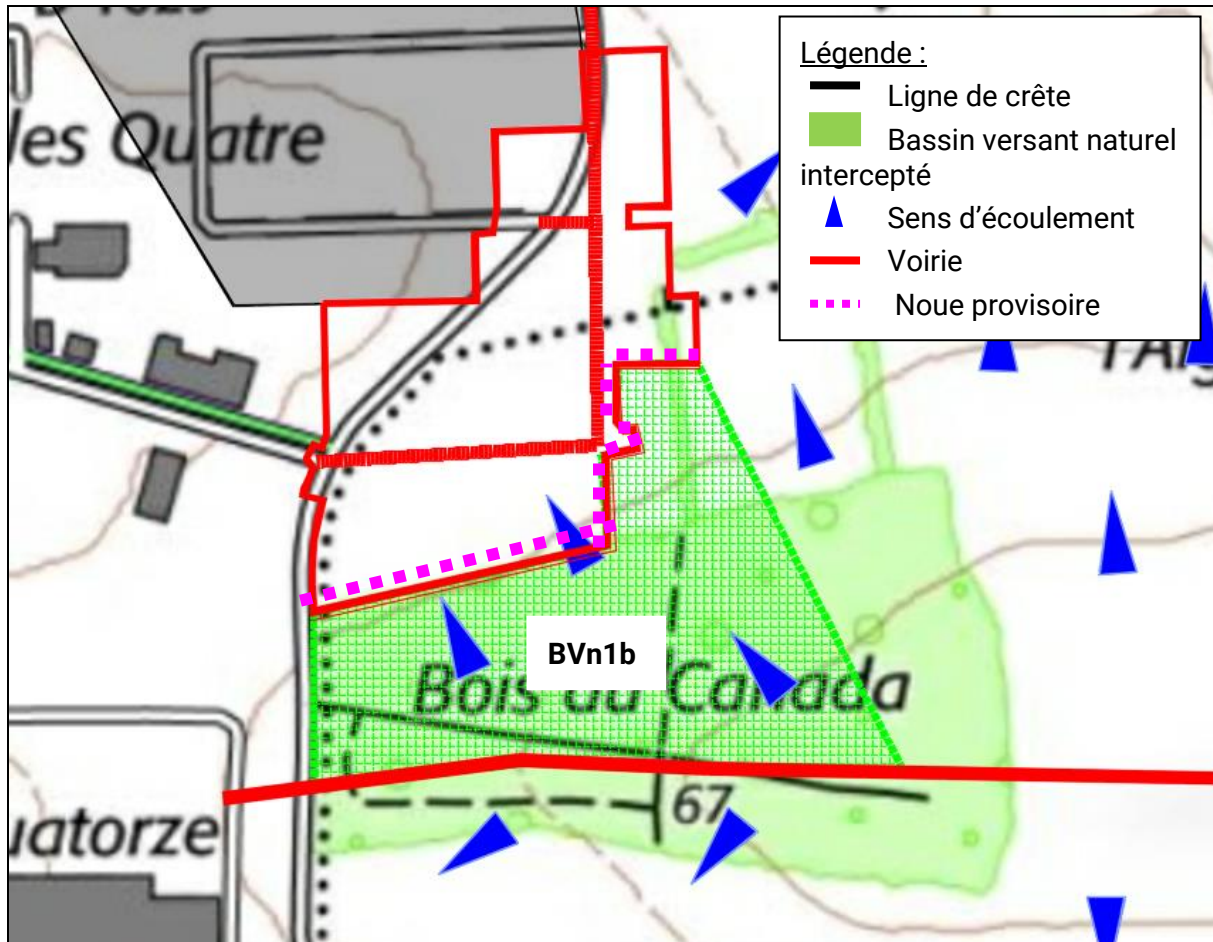 les Quatre
Légende :
Ligne de crête
Bassin versant naturel
intercepté
Sens d'écoulement
Voirie
Noue provisoire
BVn1b
Bois du Canada
67
uatorze